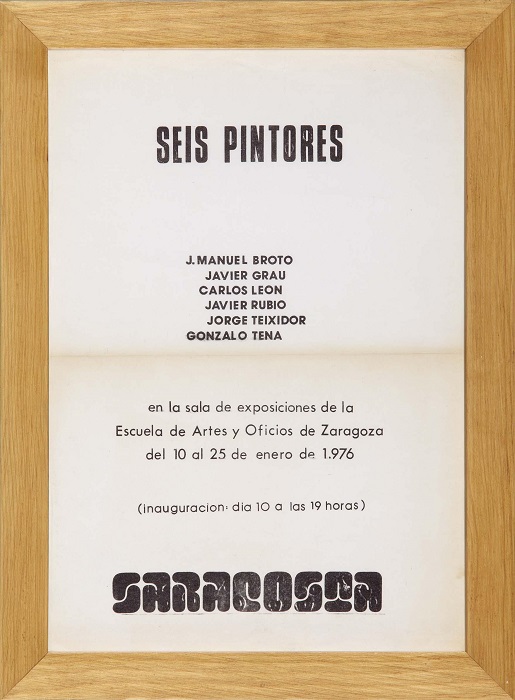 SEIS PINTORES
J. MANUEL BROTO
JAVIER GRAU
CARLOS LEON
JAVIER RUBIO
JORGE TEIXIDOR
GONZALO TENA
en la sala de exposiciones de la
Escuela de Artes y Oficios de Zaragoza
del 10 al 25 de enero de 1.976
(inauguracion: dia 10 a las 19 horas)
SARACOSTA